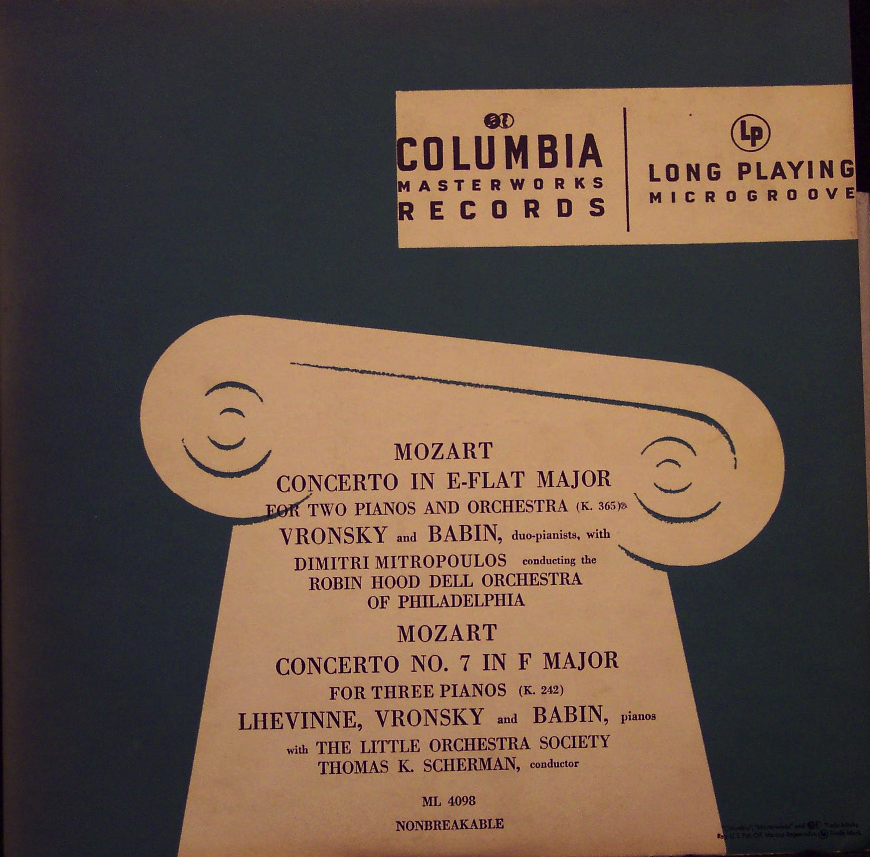 COLUMBIA
MASTERWORKS
RECORDS
LP
LONG PLAYING
MICROGROOVE
MOZART
CONCERTO IN E-FLAT MAJOR
FOR TWO PIANOS AND ORCHESTRA (K. 365)
VRONSKY and BABIN, duo-pianists, with
DIMITRI MITROPOULOS conducting the
ROBIN HOOD DELL ORCHESTRA
OF PHILADELPHIA
MOZART
CONCERTO NO. 7 IN F MAJOR
FOR THREE PIANOS (K. 242)
LHEVINNE, VRONSKY and BABIN, pianos
with THE LITTLE ORCHESTRA SOCIETY
THOMAS K. SCHERMAN, conductor
ML 4098
NONBREAKABLE